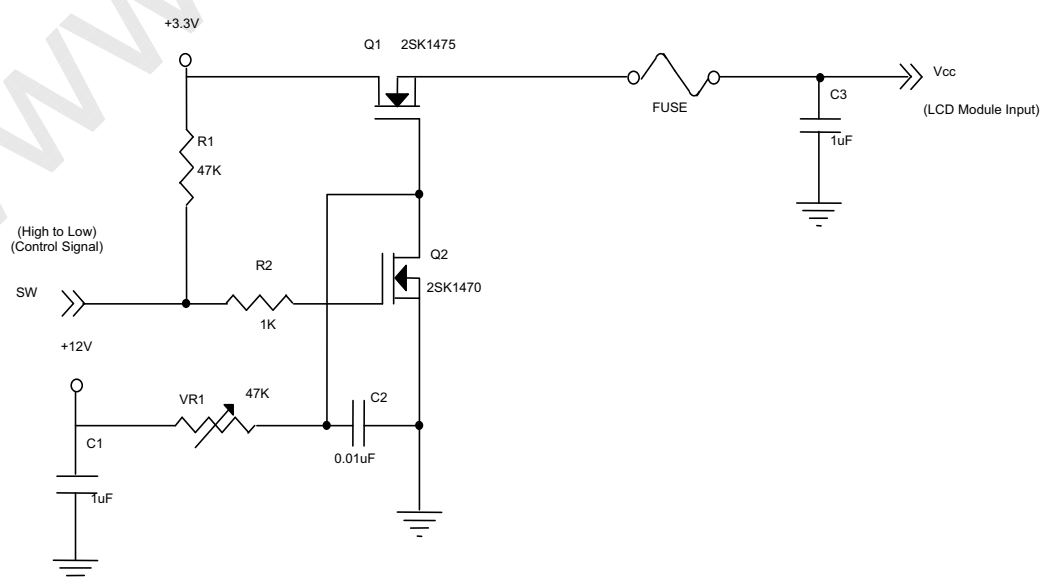 +3.3V
Q1 2SK1475
Vcc
C3
FUSE
(LCD Module Input)
R1
1uF
47K
(High to Low)
(Control Signal)
Q2
R2
2SK1470
SW
1K
+12V
VR1
47K
C2
C1
0.01uF
1uF